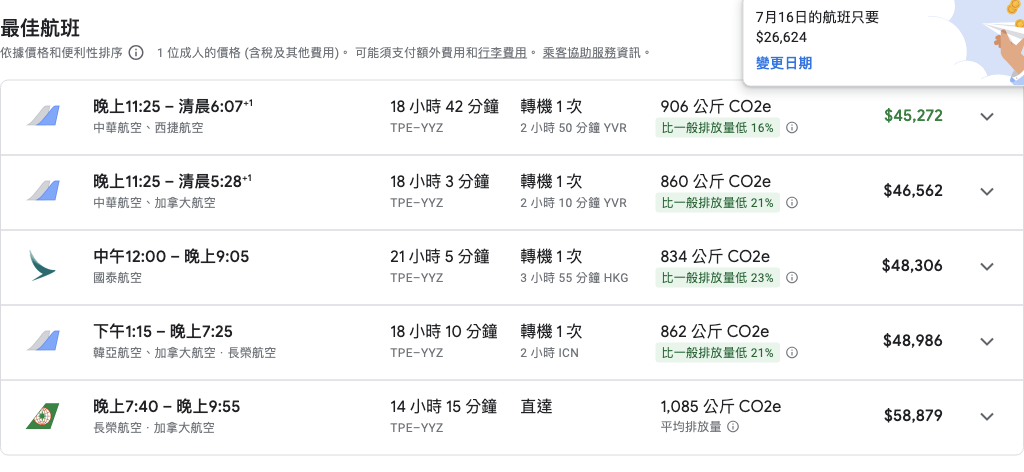 最佳航班
依據價格和便利性排序 1 位成人的價格 (含稅及其他費用)。 可能須支付額外費用和行李費用。 乘客協助服務資訊。
7月16日的航班只要
$26,624
變更日期
晚上11:25 – 清晨6:07+1 18 小時 42 分鐘 轉機 1 次 906 公斤 CO2e $45,272
中華航空、西捷航空 TPE–YYZ 2 小時 50 分鐘 YVR 比一般排放量低 16%
晚上11:25 – 清晨5:28+1 18 小時 3 分鐘 轉機 1 次 860 公斤 CO2e $46,562
中華航空、加拿大航空 TPE–YYZ 2 小時 10 分鐘 YVR 比一般排放量低 21%
中午12:00 – 晚上9:05 21 小時 5 分鐘 轉機 1 次 834 公斤 CO2e $48,306
國泰航空 TPE–YYZ 3 小時 55 分鐘 HKG 比一般排放量低 23%
下午1:15 – 晚上7:25 18 小時 10 分鐘 轉機 1 次 862 公斤 CO2e $48,986
韓亞航空、加拿大航空 · 長榮航空 TPE–YYZ 2 小時 ICN 比一般排放量低 21%
晚上7:40 – 晚上9:55 14 小時 15 分鐘 直達 1,085 公斤 CO2e $58,879
長榮航空 · 加拿大航空 TPE–YYZ 平均排放量